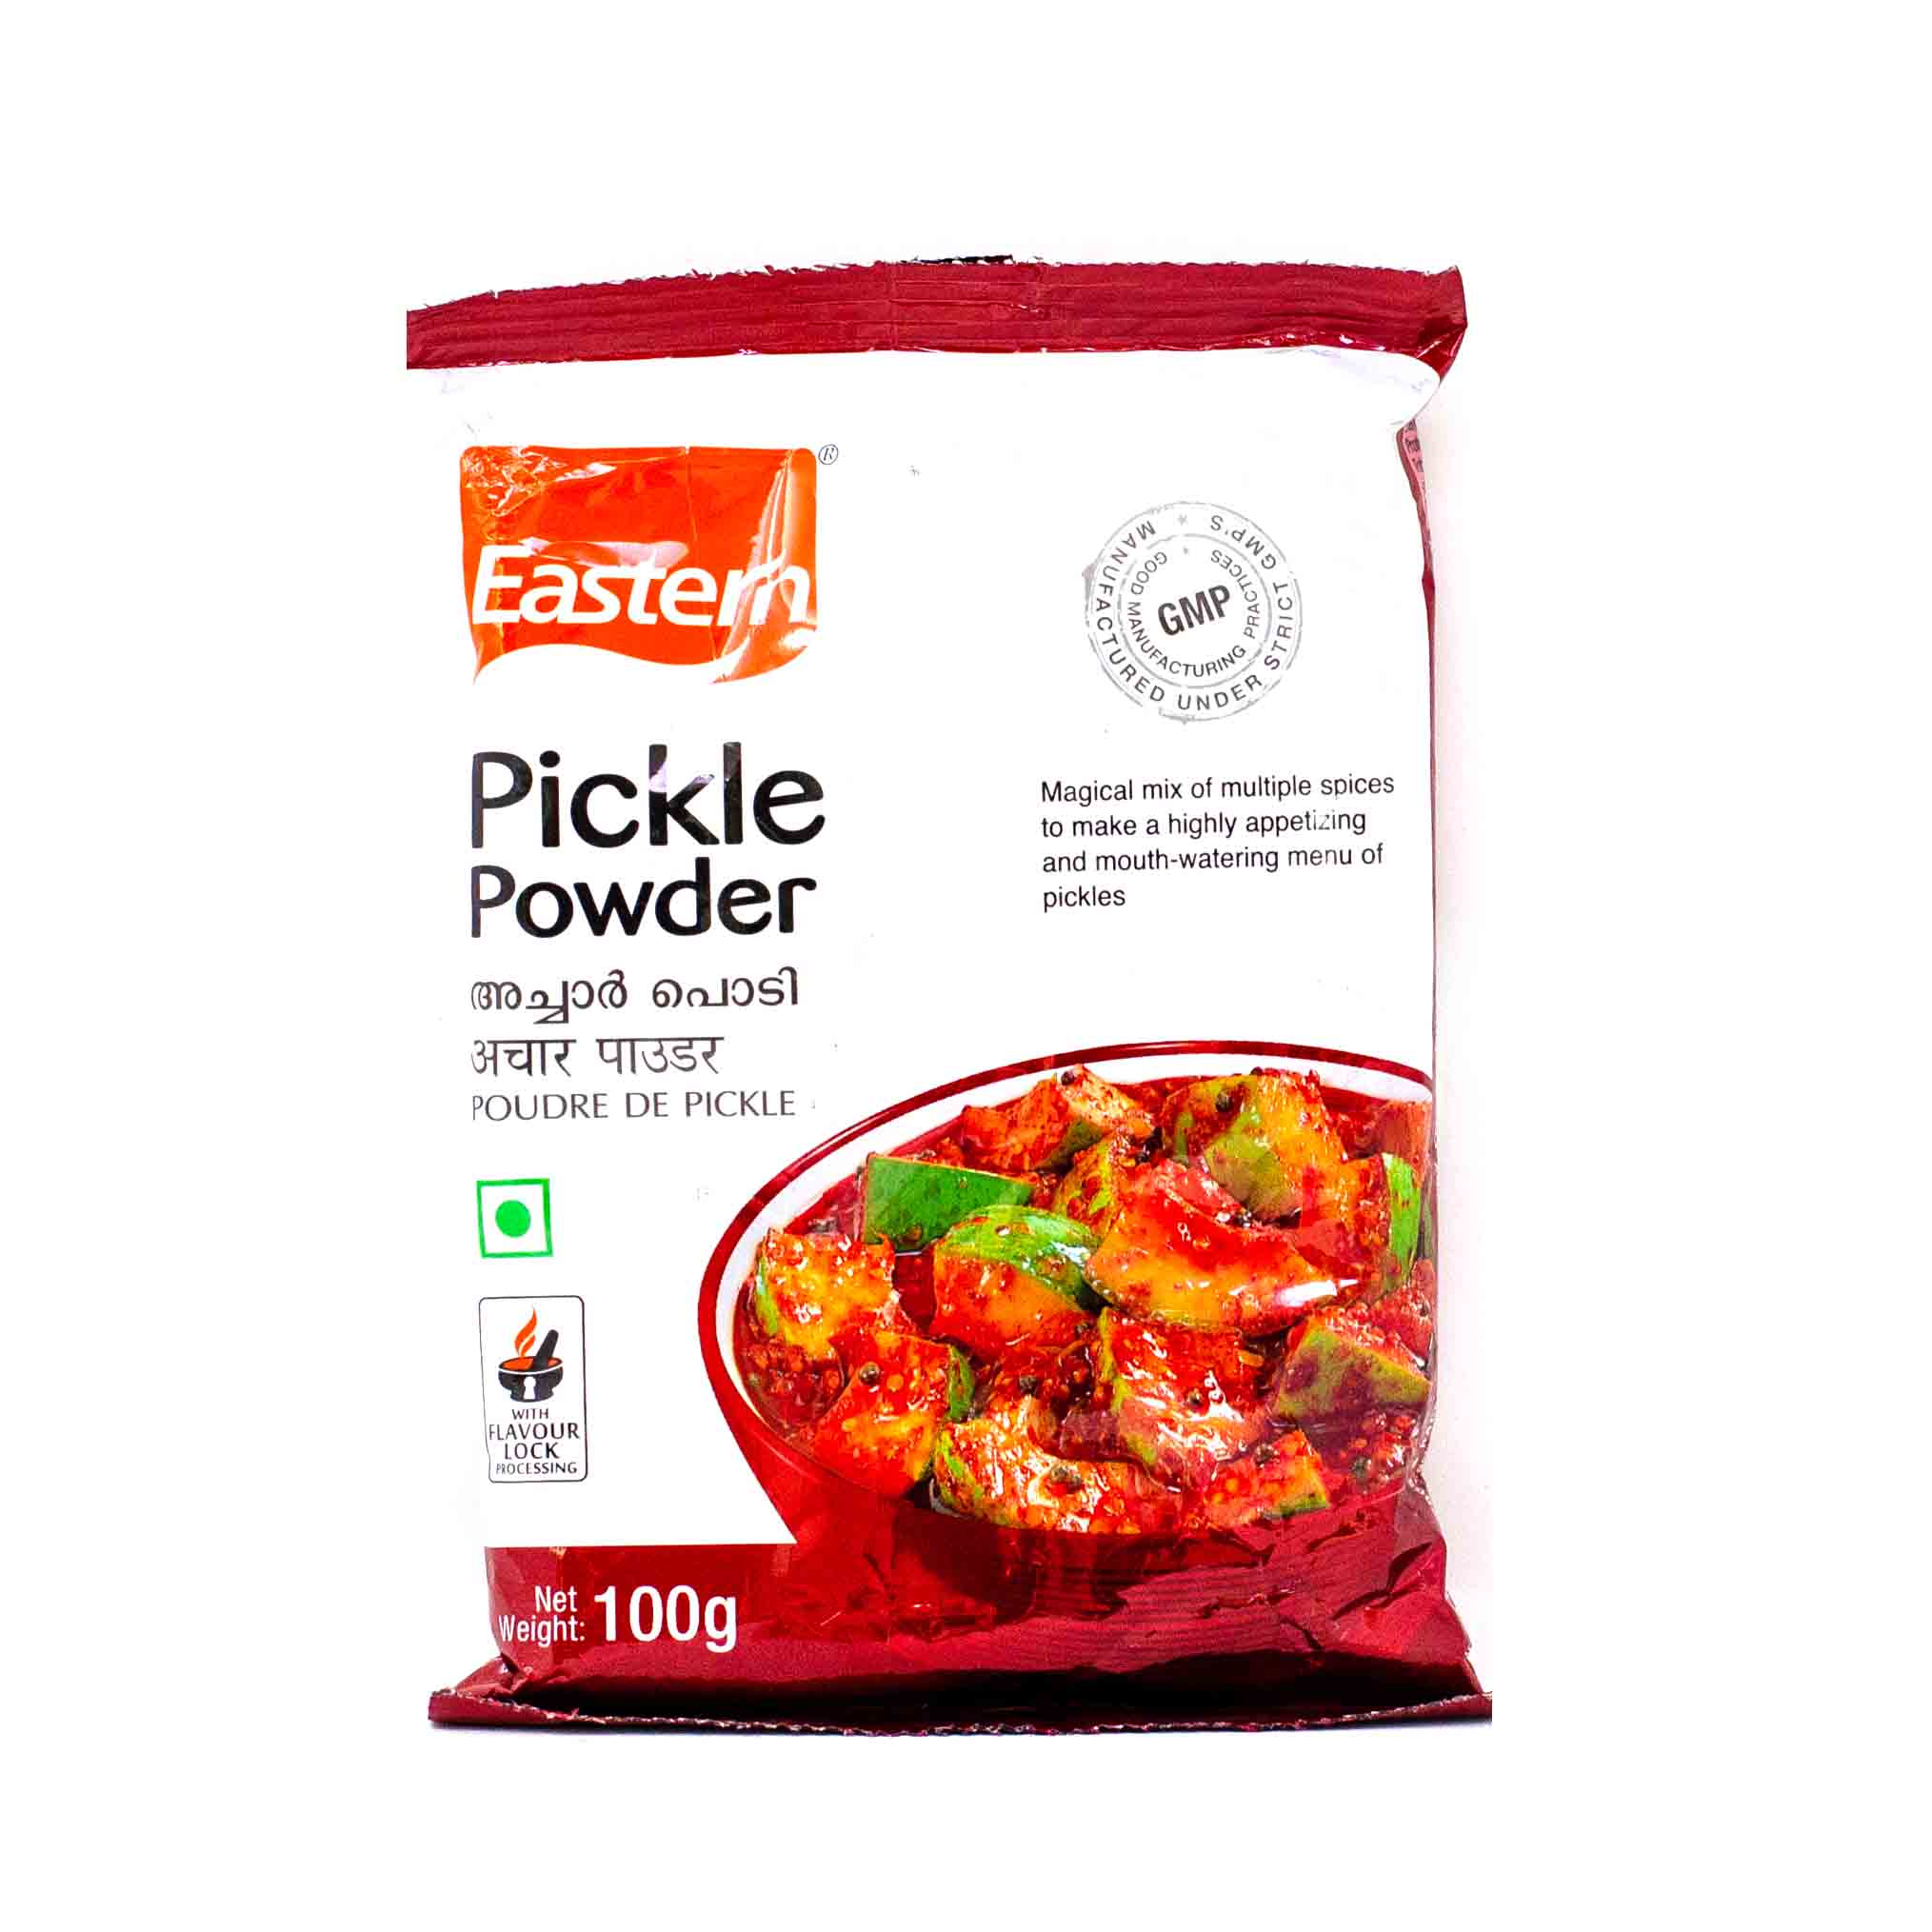 Eastern®
MANUFACTURED UNDER STRICT GMP'S *
GOOD MANUFACTURING PRACTICES *
GMP
Pickle
Powder
അച്ചാർ പൊടി
अचार पाउडर
POUDRE DE PICKLE
Magical mix of multiple spices
to make a highly appetizing
and mouth-watering menu of
pickles
WITH
FLAVOUR
LOCK
PROCESSING
Net
Weight: 100g